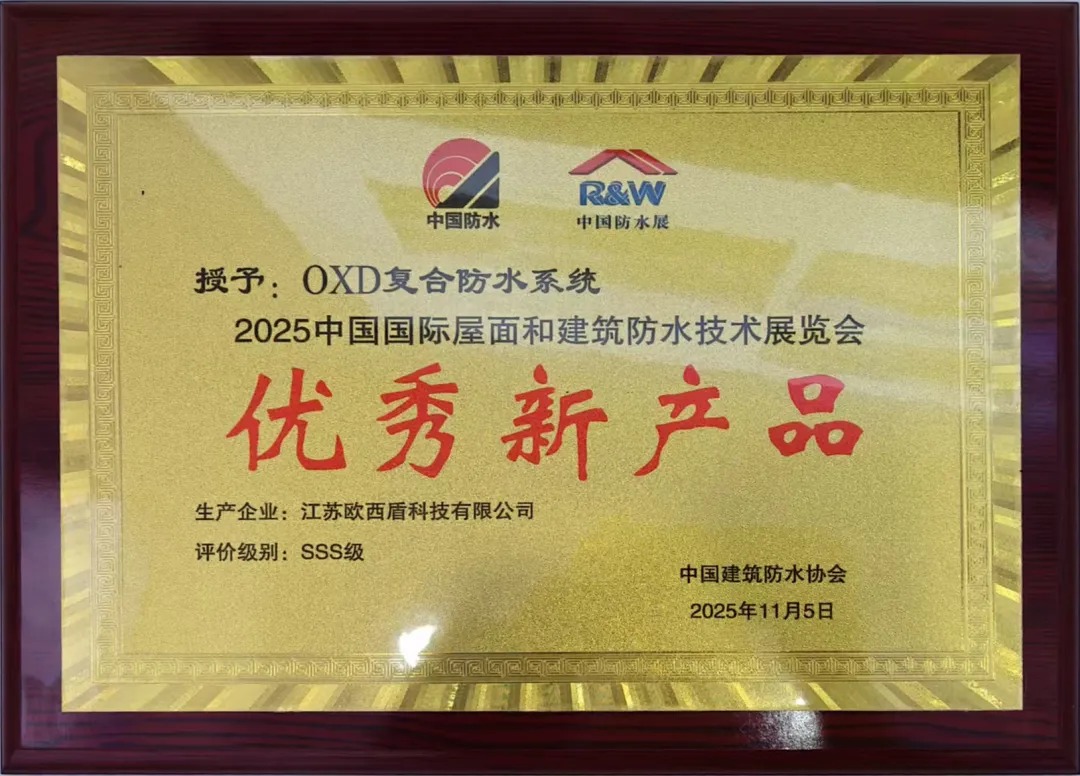 中国防水
R&W
中国防水展
授予：OXD复合防水系统
2025中国国际屋面和建筑防水技术展览会
优秀新产品
生产企业：江苏欧西盾科技有限公司
评价级别：SSS级
中国建筑防水协会
2025年11月5日